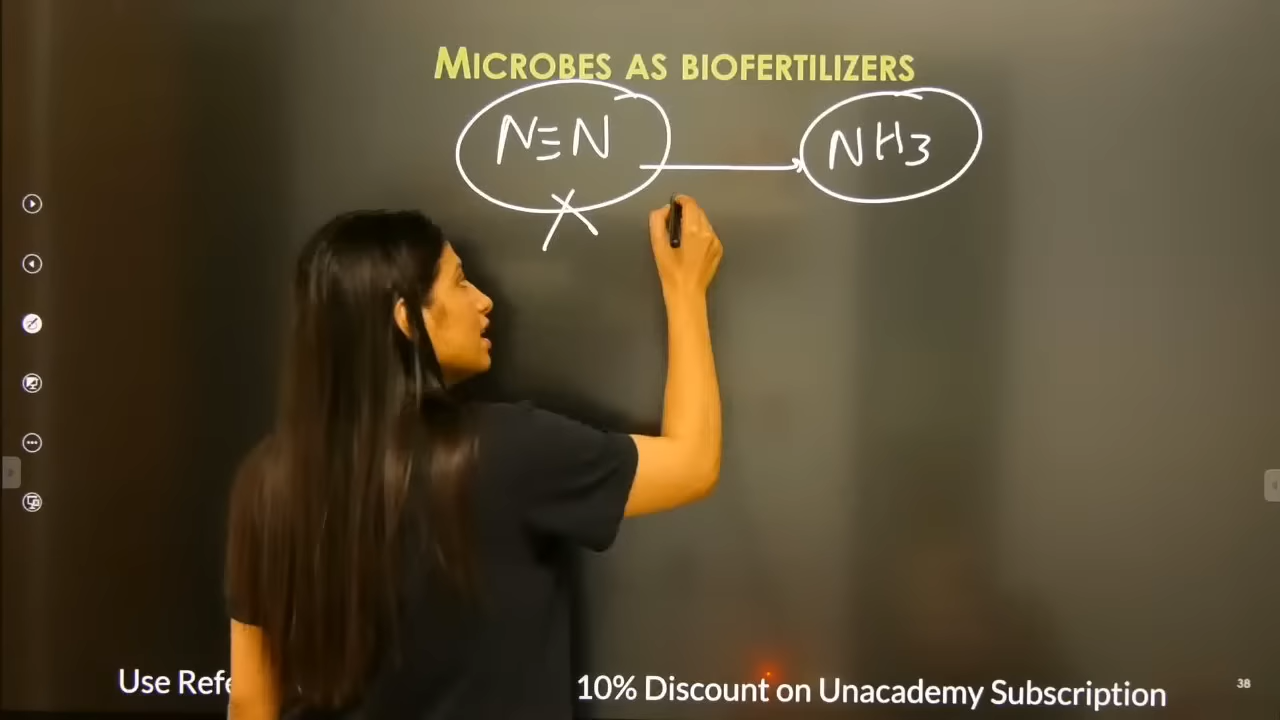 MICROBES AS BIOFERTILIZERS
N≡N → NH3
Use Refe
10% Discount on Unacademy Subscription
38